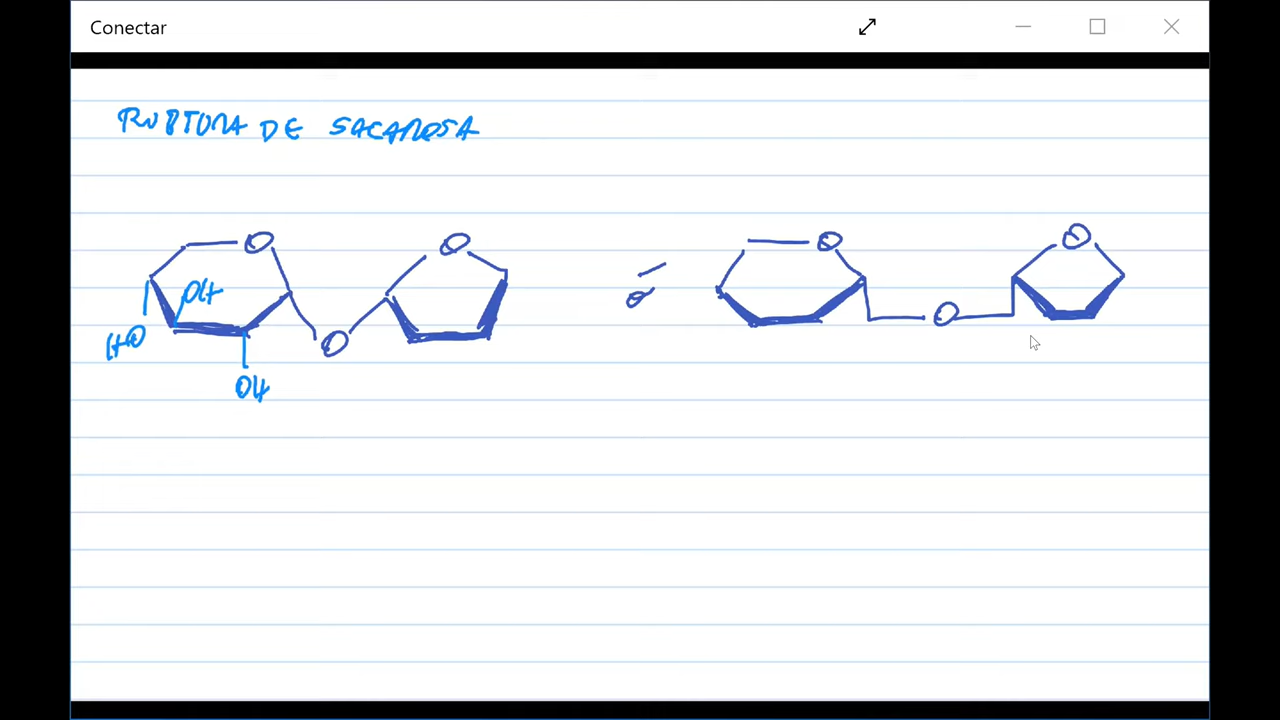 Conectar
RUPTURA DE SACAROSA
O O ó O O
HO OH O O
OH